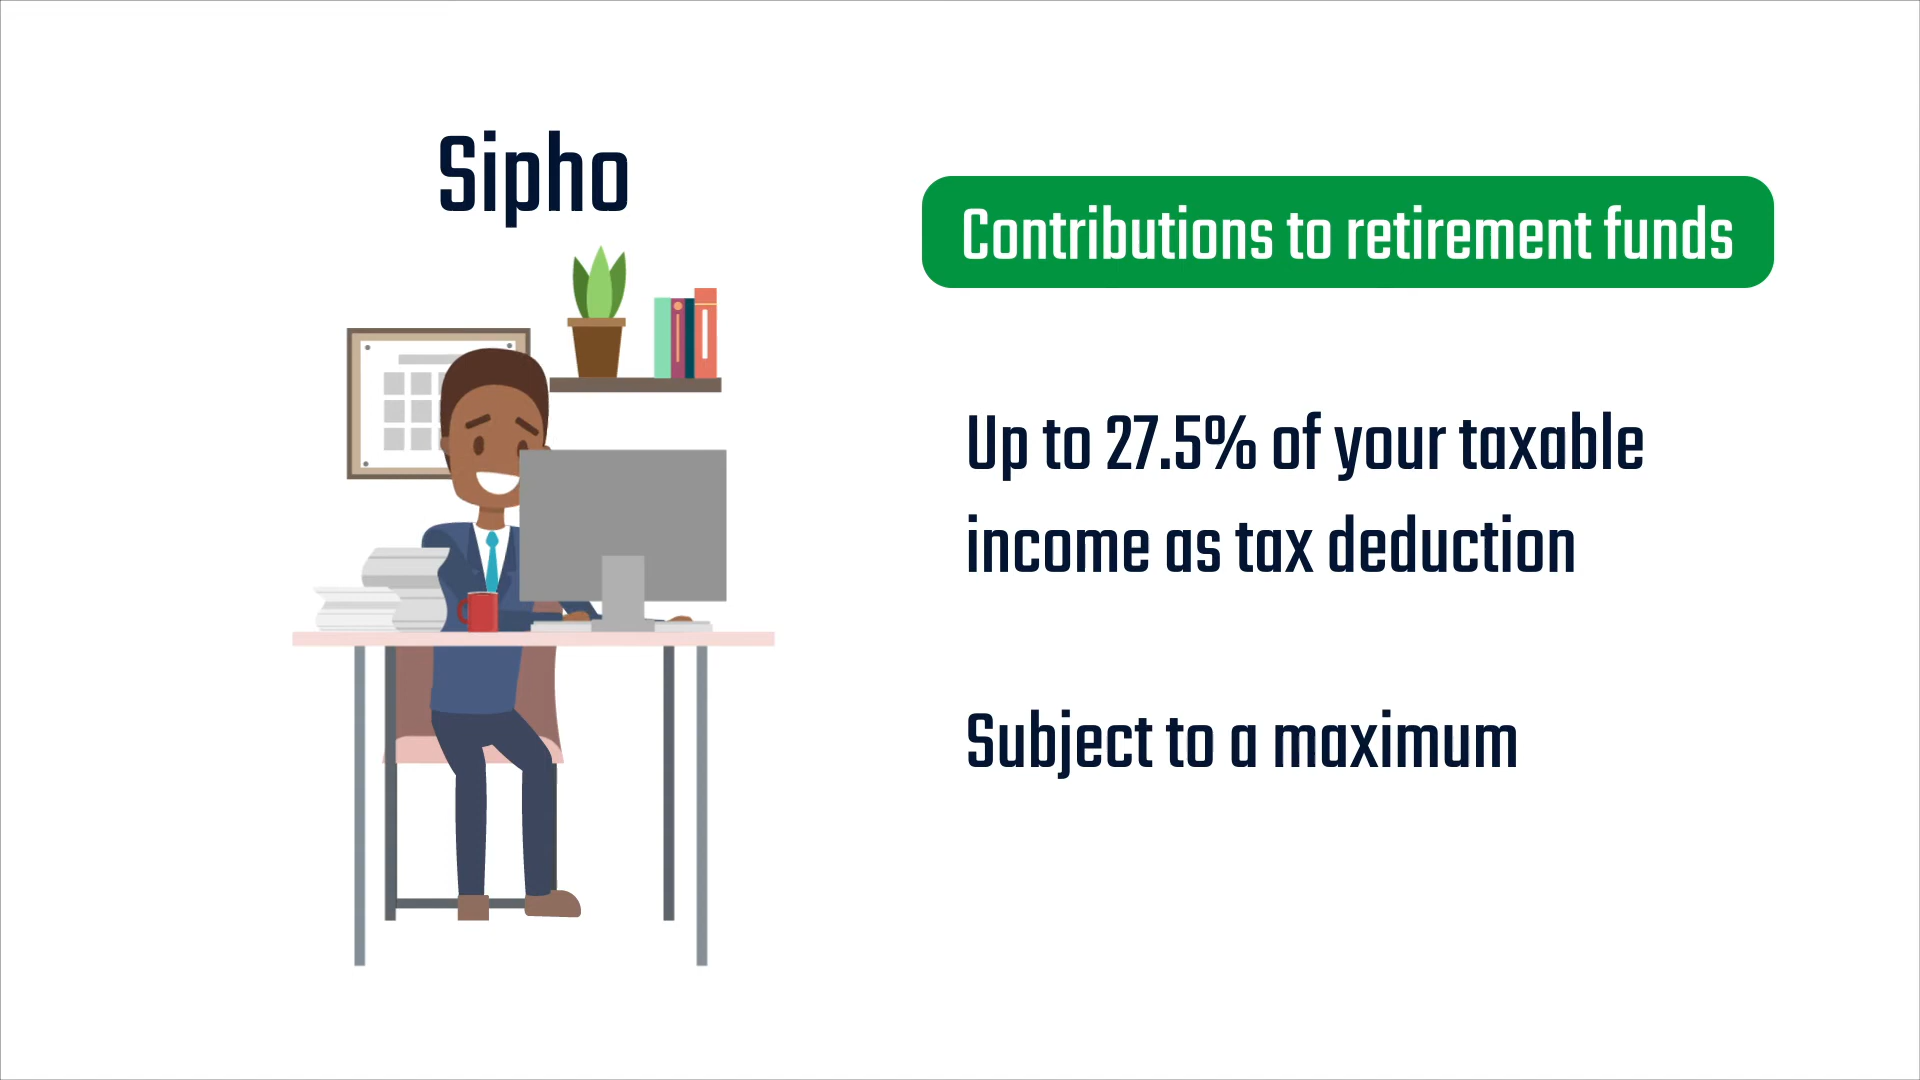 Sipho
Contributions to retirement funds
Up to 27.5% of your taxable
income as tax deduction
Subject to a maximum